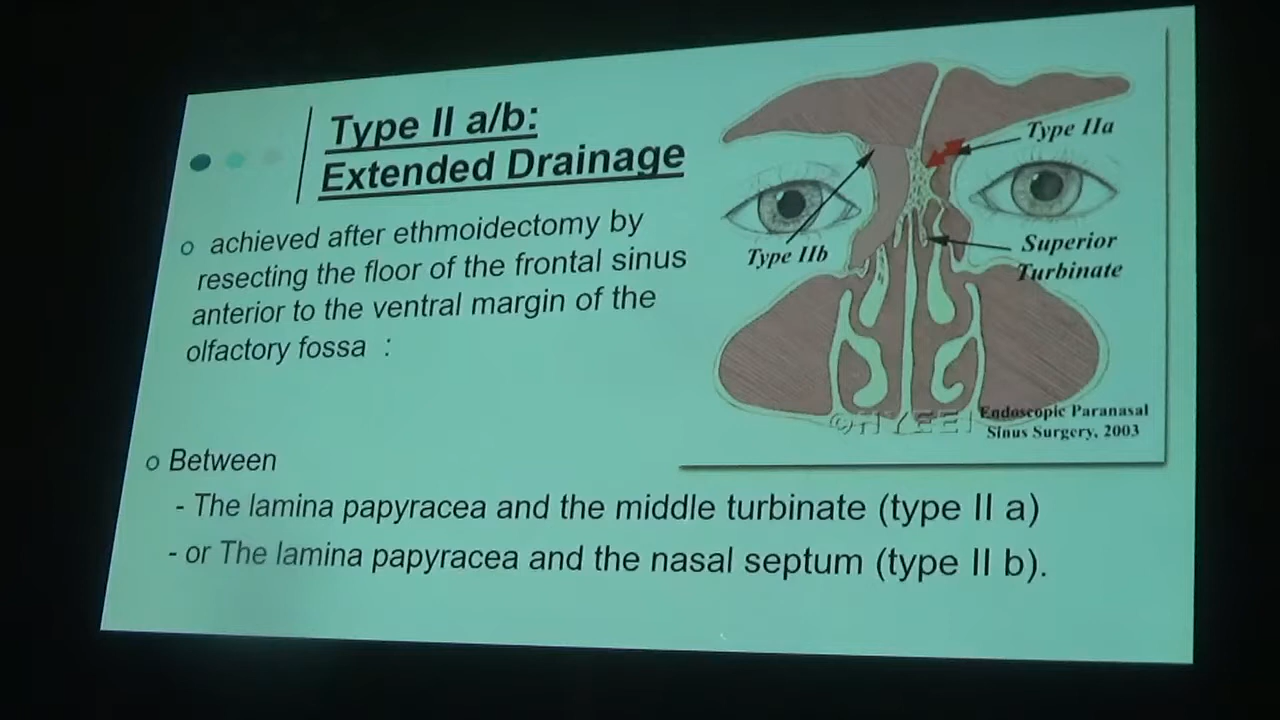 Type II a/b:
Extended Drainage
achieved after ethmoidectomy by
resecting the floor of the frontal sinus
anterior to the ventral margin of the
olfactory fossa :
Between
- The lamina papyracea and the middle turbinate (type II a)
- or The lamina papyracea and the nasal septum (type II b).
Type IIa
Type IIb
Superior
Turbinate
Endoscopic Paranasal
Sinus Surgery, 2003